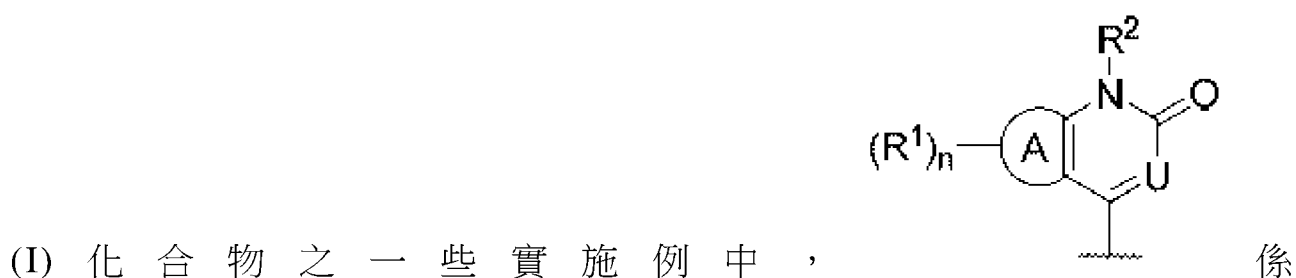 R²
N
O
(R¹)n
A
U
(I) 化合物之一些實施例中， 係